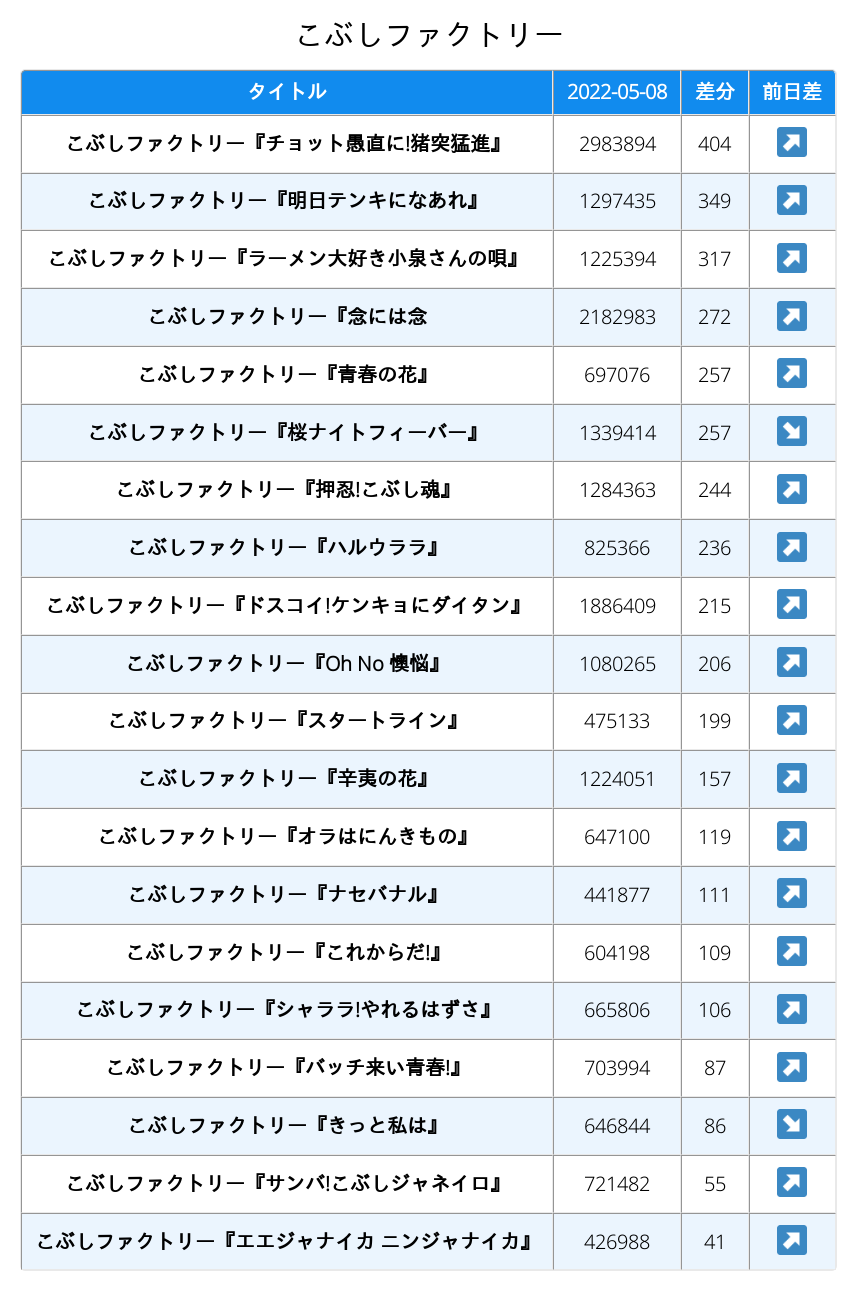 こぶしファクトリー
タイトル 2022-05-08 差分 前日差
こぶしファクトリー『チョット愚直に!猪突猛進』 2983894 404 ↗
こぶしファクトリー『明日テンキになあれ』 1297435 349 ↗
こぶしファクトリー『ラーメン大好き小泉さんの唄』 1225394 317 ↗
こぶしファクトリー『念には念 2182983 272 ↗
こぶしファクトリー『青春の花』 697076 257 ↗
こぶしファクトリー『桜ナイトフィーバー』 1339414 257 ↘
こぶしファクトリー『押忍!こぶし魂』 1284363 244 ↗
こぶしファクトリー『ハルウララ』 825366 236 ↗
こぶしファクトリー『ドスコイ!ケンキョにダイタン』 1886409 215 ↗
こぶしファクトリー『Oh No 懊悩』 1080265 206 ↗
こぶしファクトリー『スタートライン』 475133 199 ↗
こぶしファクトリー『辛夷の花』 1224051 157 ↗
こぶしファクトリー『オラはにんきもの』 647100 119 ↗
こぶしファクトリー『ナセバナル』 441877 111 ↗
こぶしファクトリー『これからだ!』 604198 109 ↗
こぶしファクトリー『シャララ!やれるはずさ』 665806 106 ↗
こぶしファクトリー『バッチ来い青春!』 703994 87 ↗
こぶしファクトリー『きっと私は』 646844 86 ↘
こぶしファクトリー『サンバ!こぶしジャネイロ』 721482 55 ↗
こぶしファクトリー『エエジャナイカ ニンジャナイカ』 426988 41 ↗